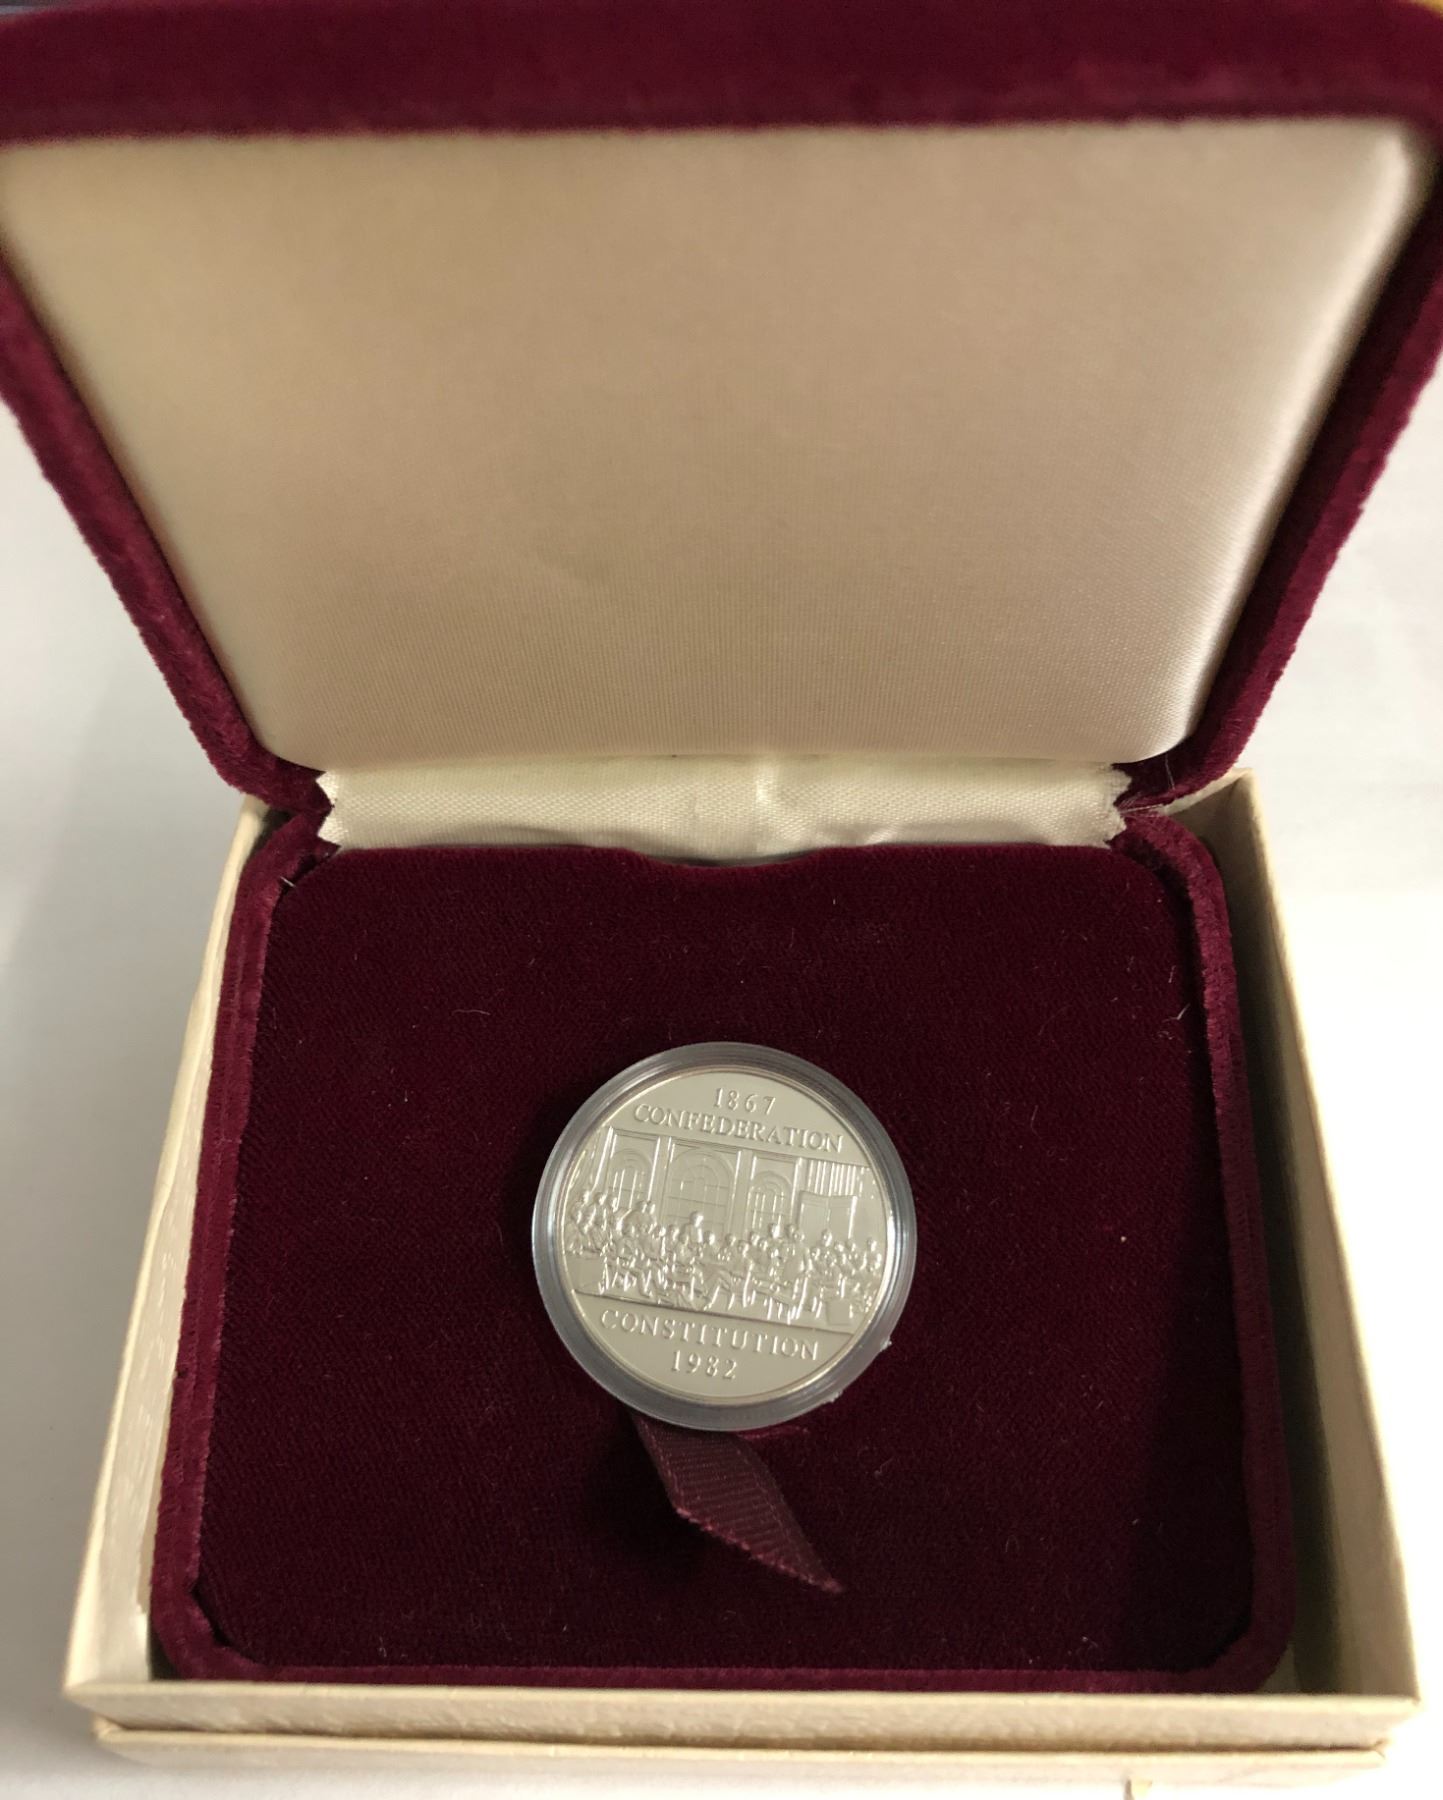 1867
CONFEDERATION
CONSTITUTION
1982